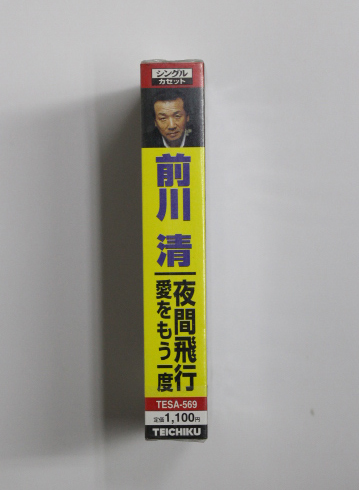 シングル
カセット
前川 清
夜間飛行
愛をもう一度
TESA-569
定価1,100円
TEICHIKU